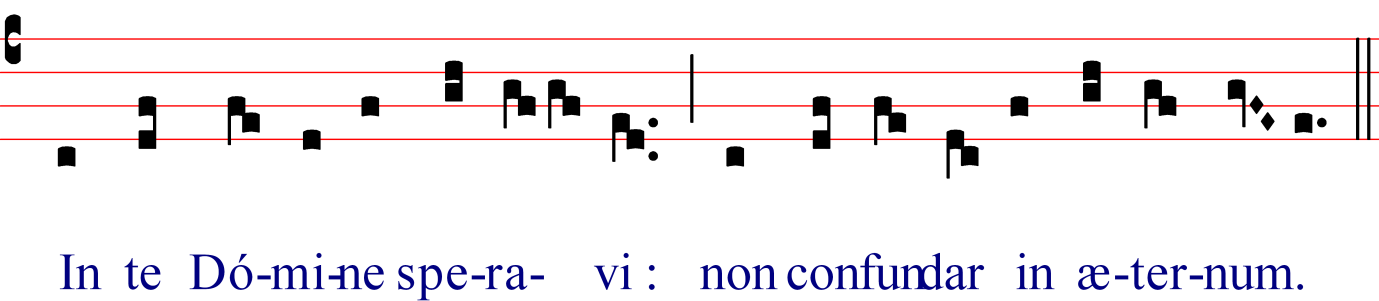 In te Dó-mi-ne spe-ra- vi : non confundar in æ-ter-num.